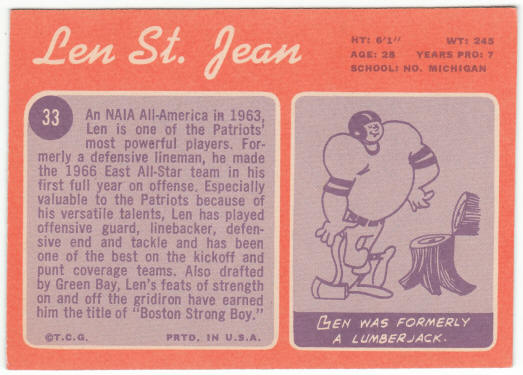 Len St. Jean
HT: 6'1" WT: 245
AGE: 28 YEARS PRO: 7
SCHOOL: NO. MICHIGAN
33
An NAIA All-America in 1963,
Len is one of the Patriots'
most powerful players. For-
merly a defensive lineman, he made
the 1966 East All-Star team in his
first full year on offense. Especially
valuable to the Patriots because of
his versatile talents, Len has played
offensive guard, linebacker, defen-
sive end and tackle and has been
one of the best on the kickoff and
punt coverage teams. Also drafted
by Green Bay, Len's feats of strength
on and off the gridiron have earned
him the title of "Boston Strong Boy."
©T.C.G. PRTD. IN U.S.A.
LEN WAS FORMERLY
A LUMBERJACK.